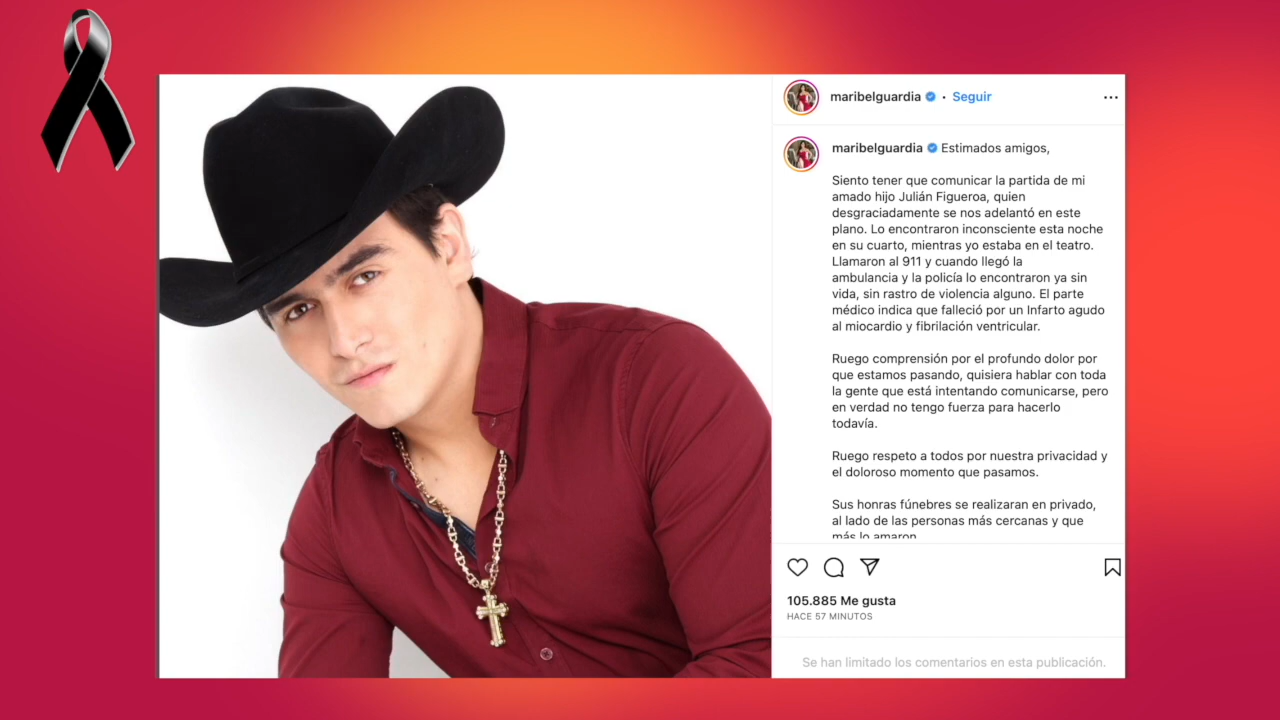 maribelguardia • Seguir
maribelguardia Estimados amigos,
Siento tener que comunicar la partida de mi
amado hijo Julián Figueroa, quien
desgraciadamente se nos adelantó en este
plano. Lo encontraron inconsciente esta noche
en su cuarto, mientras yo estaba en el teatro.
Llamaron al 911 y cuando llegó la
ambulancia y la policía lo encontraron ya sin
vida, sin rastro de violencia alguno. El parte
médico indica que falleció por un Infarto agudo
al miocardio y fibrilación ventricular.
Ruego comprensión por el profundo dolor por
que estamos pasando, quisiera hablar con toda
la gente que está intentando comunicarse, pero
en verdad no tengo fuerza para hacerlo
todavía.
Ruego respeto a todos por nuestra privacidad y
el doloroso momento que pasamos.
Sus honras fúnebres se realizaran en privado,
al lado de las personas más cercanas y que
más lo amaron
105.885 Me gusta
HACE 57 MINUTOS
Se han limitado los comentarios en esta publicación.